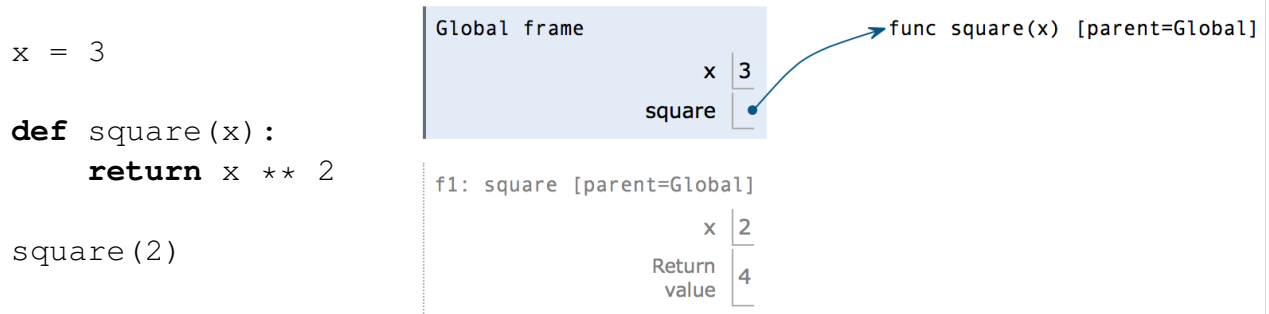 x = 3
def square(x):
    return x ** 2
square(2)
Global frame
x 3
square
func square(x) [parent=Global]
f1: square [parent=Global]
x 2
Return
value 4